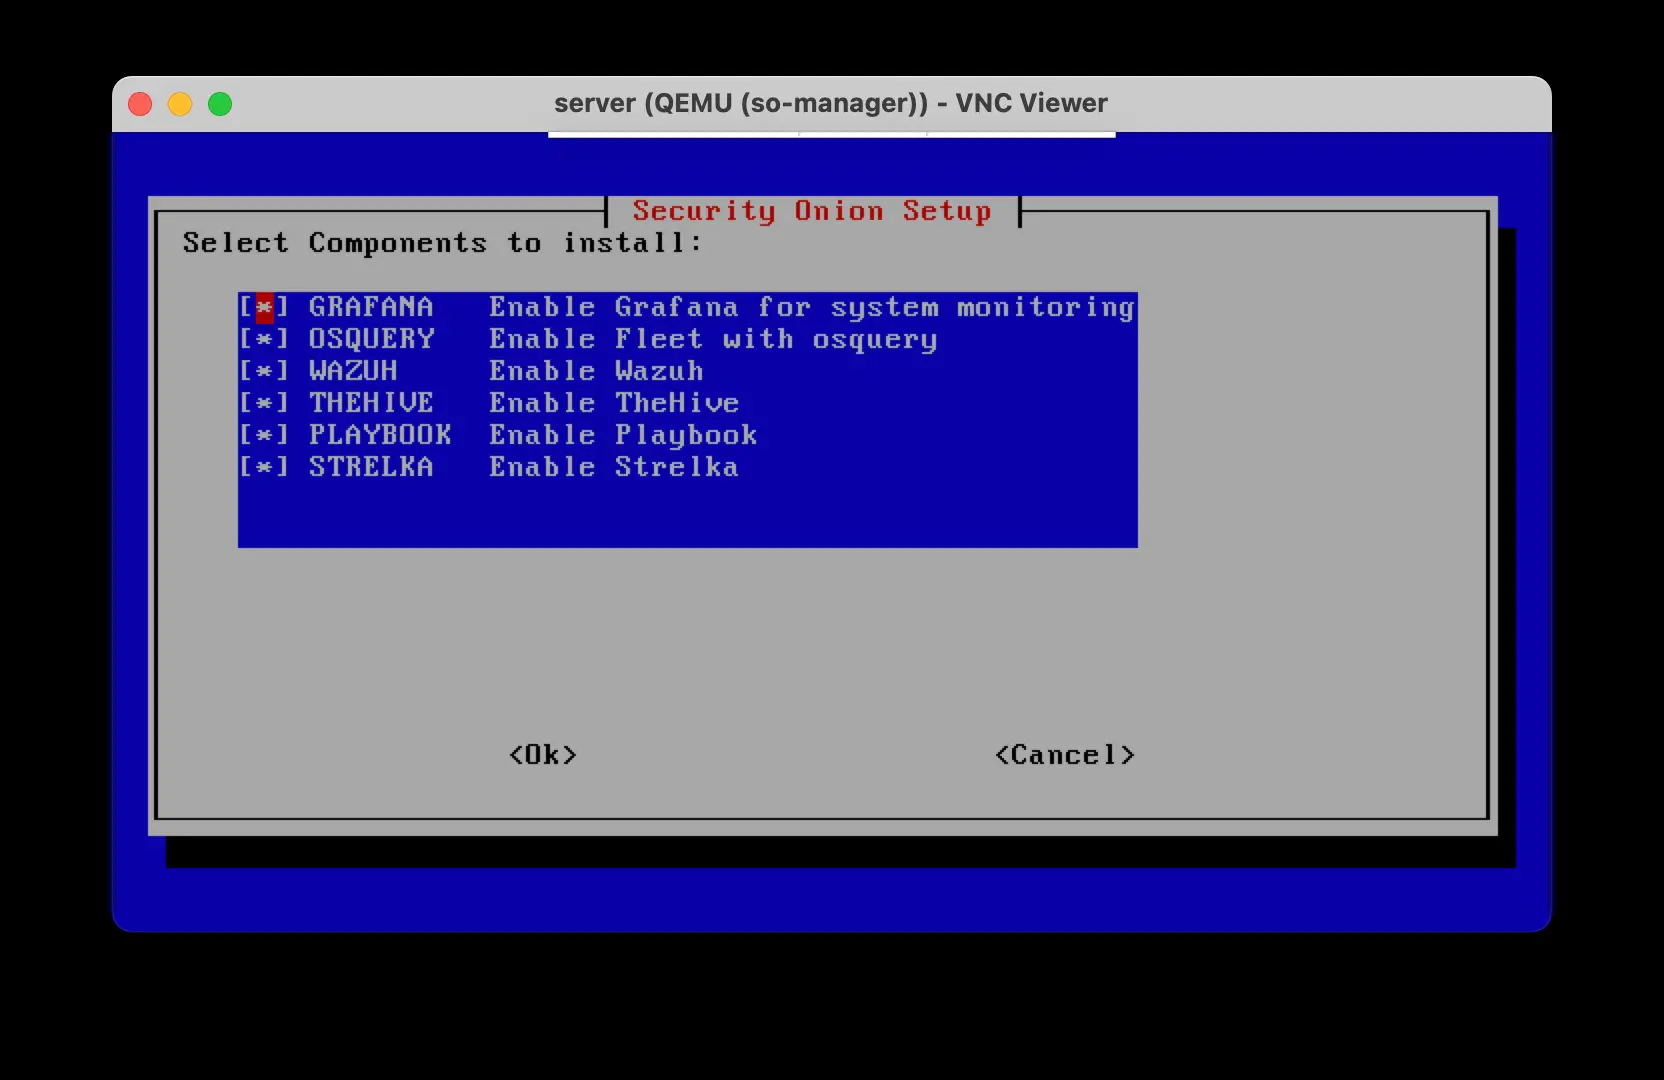 server (QEMU (so-manager)) - VNC Viewer
Security Onion Setup
Select Components to install:
[*] GRAFANA Enable Grafana for system monitoring
[*] OSQUERY Enable Fleet with osquery
[*] WAZUH Enable Wazuh
[*] THEHIVE Enable TheHive
[*] PLAYBOOK Enable Playbook
[*] STRELKA Enable Strelka
<Ok> <Cancel>